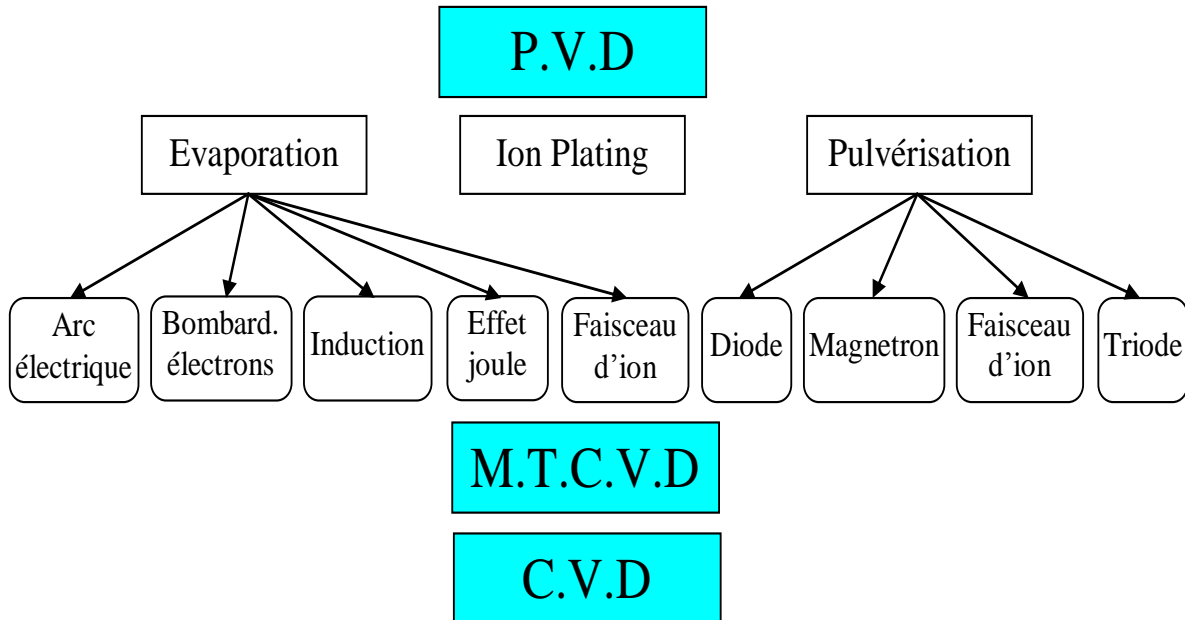 P.V.D
Evaporation
Ion Plating
Pulvérisation
Arc
électrique
Bombard.
électrons
Induction
Effet
joule
Faisceau
d’ion
Diode
Magnetron
Faisceau
d’ion
Triode
M.T.C.V.D
C.V.D